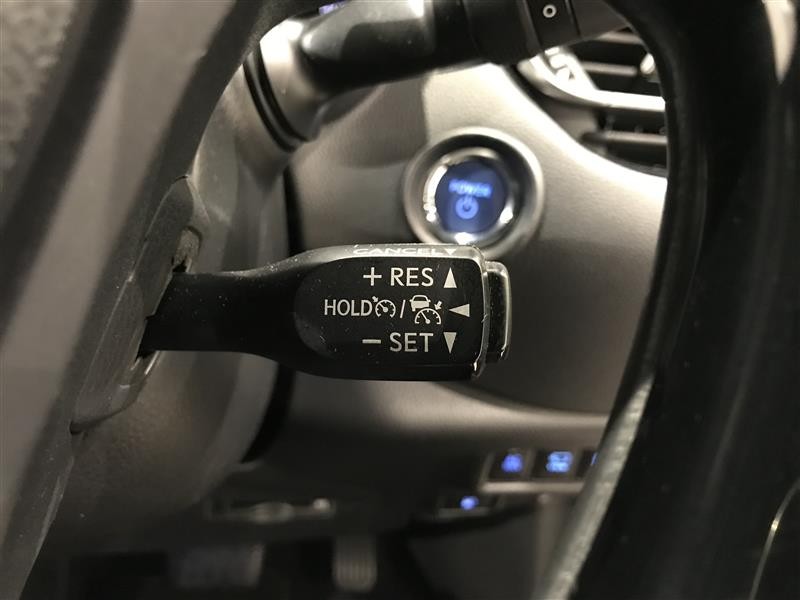 POWER
CANCEL
+ RES
HOLD /
− SET